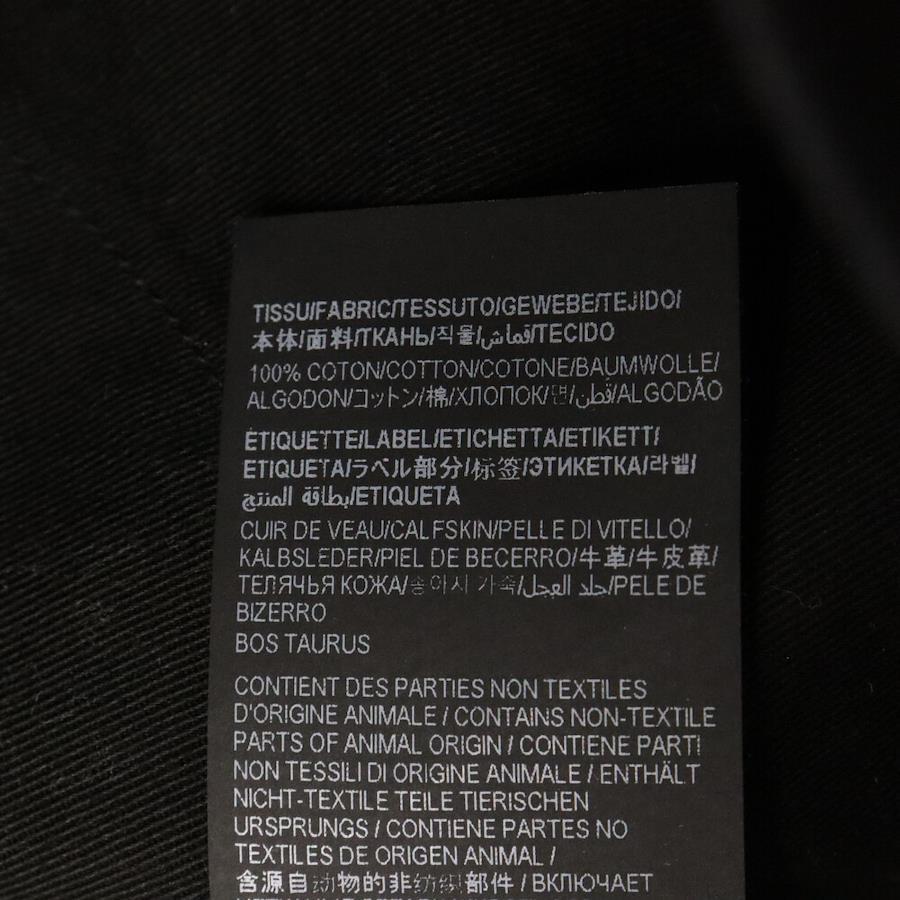 TISSU/FABRIC/TESSUTO/GEWEBE/TEJIDO/
本体/面料/ТКАНЬ/직물/قماش/TECIDO
100% COTON/COTTON/COTONE/BAUMWOLLE/
ALGODON/コットン/棉/ХЛОПОК/면/قطن/ALGODÃO
ÉTIQUETTE/LABEL/ETICHETTA/ETIKETT/
ETIQUETA/ラベル部分/标签/ЭТИКЕТКА/라벨/
بطاقة المنتج/ETIQUETA
CUIR DE VEAU/CALFSKIN/PELLE DI VITELLO/
KALBSLEDER/PIEL DE BECERRO/牛革/牛皮革/
ТЕЛЯЧЬЯ КОЖА/송아지 가죽/جلد العجل/PELE DE
BIZERRO
BOS TAURUS
CONTIENT DES PARTIES NON TEXTILES
D'ORIGINE ANIMALE / CONTAINS NON-TEXTILE
PARTS OF ANIMAL ORIGIN / CONTIENE PARTI
NON TESSILI DI ORIGINE ANIMALE / ENTHÄLT
NICHT-TEXTILE TEILE TIERISCHEN
URSPRUNGS / CONTIENE PARTES NO
TEXTILES DE ORIGEN ANIMAL /
含源自动物的非纺织部件 / ВКЛЮЧАЕТ